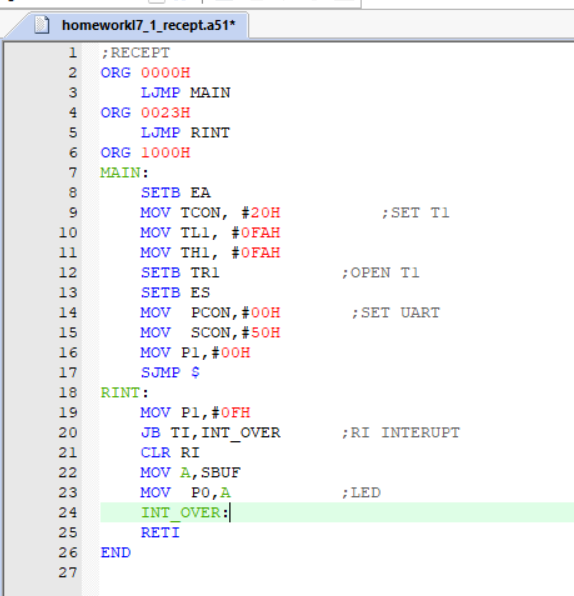 homeworkl7_1_recept.a51*
1 ;RECEPT
2 ORG 0000H
3 LJMP MAIN
4 ORG 0023H
5 LJMP RINT
6 ORG 1000H
7 MAIN:
8 SETB EA
9 MOV TCON, #20H ;SET T1
10 MOV TL1, #0FAH
11 MOV TH1, #0FAH
12 SETB TR1 ;OPEN T1
13 SETB ES
14 MOV PCON,#00H ;SET UART
15 MOV SCON,#50H
16 MOV P1,#00H
17 SJMP $
18 RINT:
19 MOV P1,#0FH
20 JB TI,INT_OVER ;RI INTERUPT
21 CLR RI
22 MOV A,SBUF
23 MOV P0,A ;LED
24 INT_OVER:
25 RETI
26 END
27